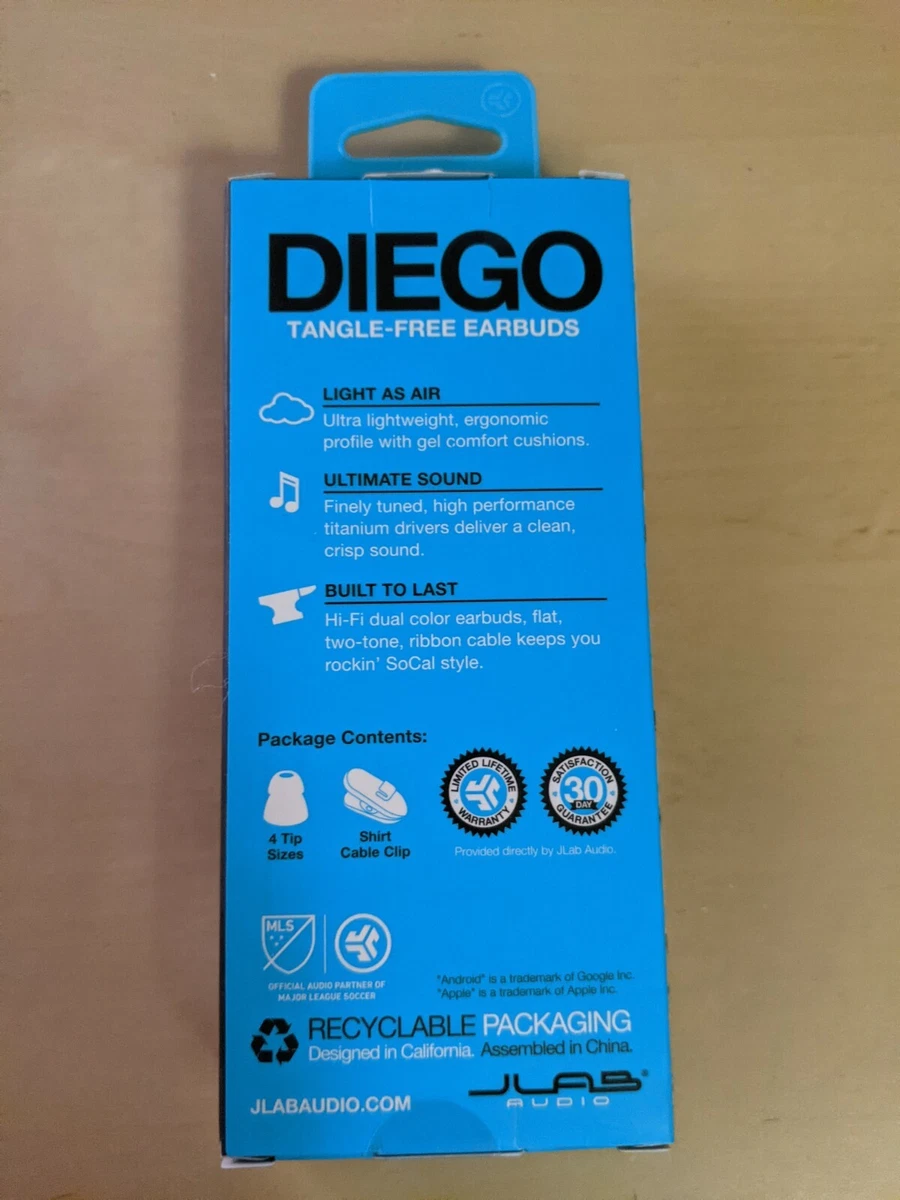 DIEGO
TANGLE-FREE EARBUDS
LIGHT AS AIR
Ultra lightweight, ergonomic
profile with gel comfort cushions.
ULTIMATE SOUND
Finely tuned, high performance
titanium drivers deliver a clean,
crisp sound.
BUILT TO LAST
Hi-Fi dual color earbuds, flat,
two-tone, ribbon cable keeps you
rockin' SoCal style.
Package Contents:
4 Tip
Sizes
Shirt
Cable Clip
LIMITED LIFETIME
WARRANTY
SATISFACTION
30
DAY
GUARANTEE
Provided directly by JLab Audio.
MLS
OFFICIAL AUDIO PARTNER OF
MAJOR LEAGUE SOCCER
"Android" is a trademark of Google Inc.
"Apple" is a trademark of Apple Inc.
RECYCLABLE PACKAGING
Designed in California. Assembled in China.
JLABAUDIO.COM
JLAB®
AUDIO